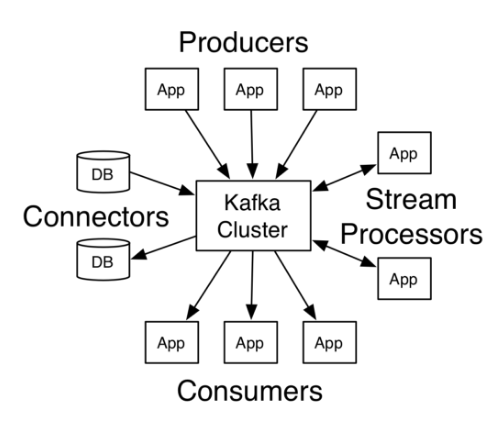 Producers
App
App
App
DB
App
Kafka
Cluster
Connectors
Stream
Processors
DB
App
App
App
App
Consumers